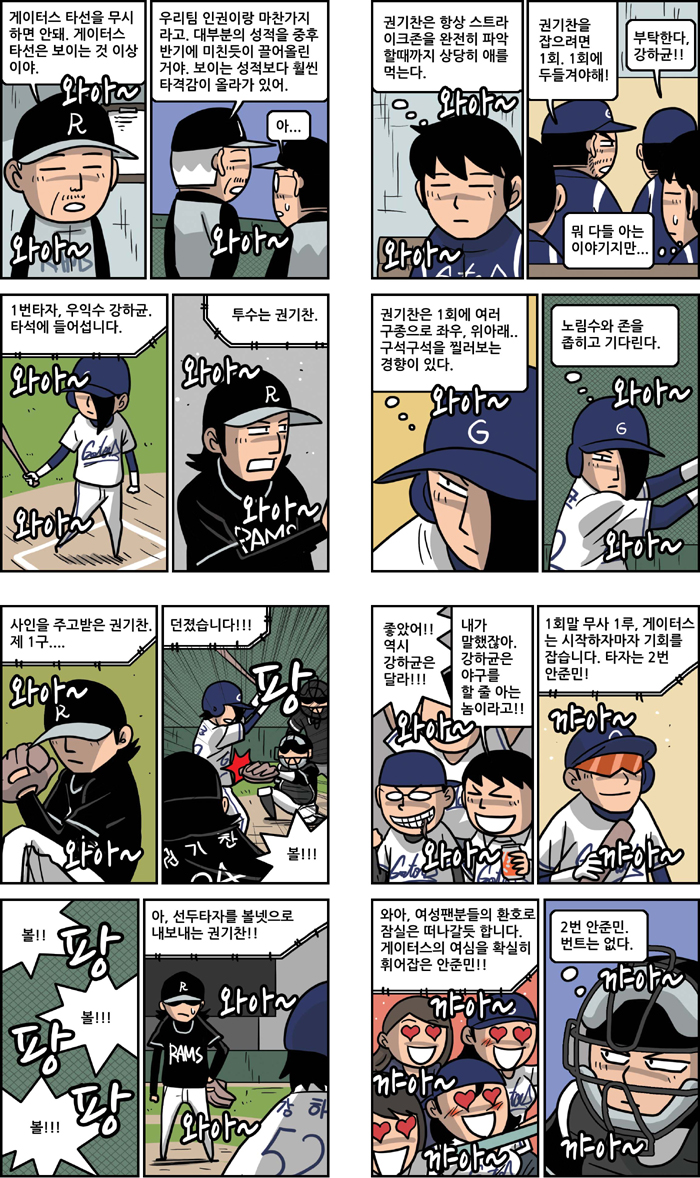 게이터스 타선을 무시
하면 안돼. 게이터스
타선은 보이는 것 이상
이야.
와아~
R
와아~
RAMS
우리팀 인권이랑 마찬가지
라고. 대부분의 성적을 중후
반기에 미친듯이 끌어올린
거야. 보이는 성적보다 훨씬
타격감이 올라가 있어.
아...
와아~
권기찬은 항상 스트라
이크존을 완전히 파악
할때까지 상당히 애를
먹는다.
와아~
와아~
권기찬을
잡으려면
1회. 1회에
두들겨야해!
부탁한다,
강하균!!
뭐 다들 아는
이야기지만...
1번타자, 우익수 강하균.
타석에 들어섭니다.
와아~
Gators
와아~
투수는 권기찬.
와아~
R
와아~
RAMS
권기찬은 1회에 여러
구종으로 좌우, 위아래..
구석구석을 찔러보는
경향이 있다.
와아~
G
노림수와 존을
좁히고 기다린다.
와아~
G
와아~
사인을 주고받은 권기찬.
제 1구....
와아~
R
와아~
던졌습니다!!!
팡
볼!!!
권기찬
좋았어!!
역시
강하균은
달라!!!
내가
말했잖아.
강하균은
야구를
할 줄 아는
놈이라고!!
와아~
와아~
Gators
1회말 무사 1루, 게이터스
는 시작하자마자 기회를
잡습니다. 타자는 2번
안준민!
꺄아~
G
꺄아~
볼!!
팡
볼!!!
팡
팡
볼!!!
아, 선두타자를 볼넷으로
내보내는 권기찬!!
와아~
R
RAMS
와아~
강하
52
와아, 여성팬분들의 환호로
잠실은 떠나갈듯 합니다.
게이터스의 여심을 확실히
휘어잡은 안준민!!
꺄아~
꺄아~
꺄아~
2번 안준민.
번트는 없다.
꺄아~
꺄아~